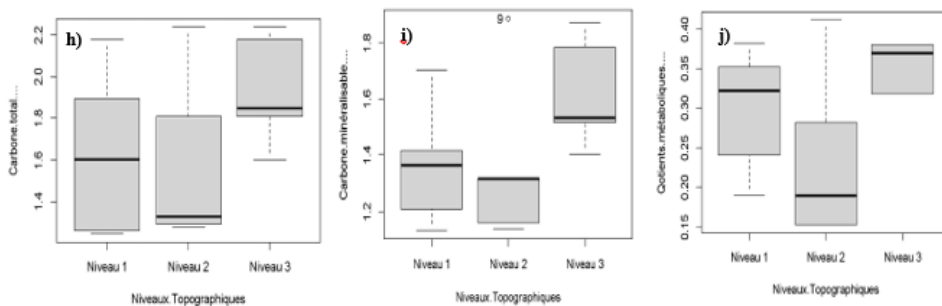 h)
Carbone.total....
1.4 1.6 1.8 2.0 2.2
Niveau 1 Niveau 2 Niveau 3
Niveaux.Topographiques
i)
9
Carbone.minéralisable....
1.2 1.4 1.6 1.8
Niveau 1 Niveau 2 Niveau 3
Niveaux.Topographiques
j)
Qotients.métaboliques....
0.15 0.20 0.25 0.30 0.35 0.40
Niveau 1 Niveau 2 Niveau 3
Niveaux.Topographiques